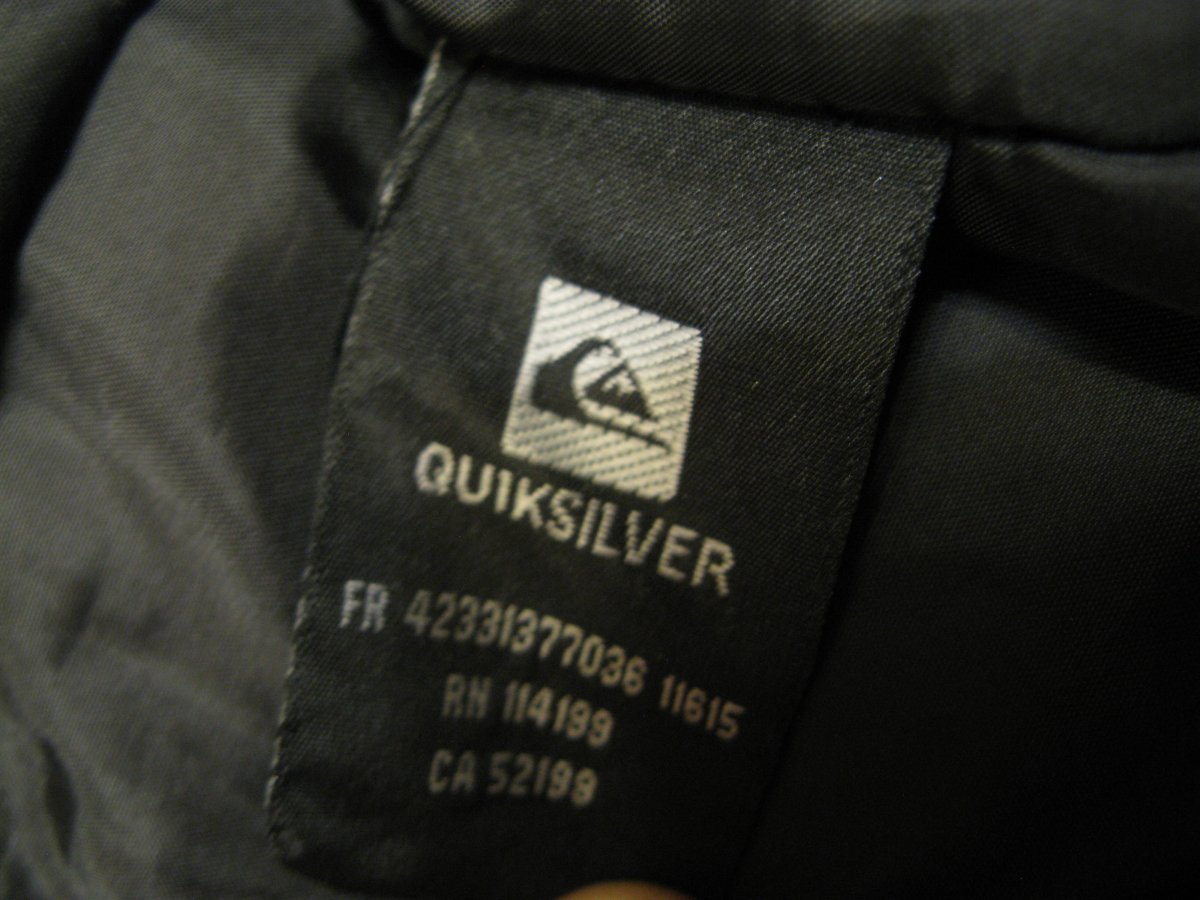 QUIKSILVER
FR 42331377036 11615
RN 114199
CA 52199